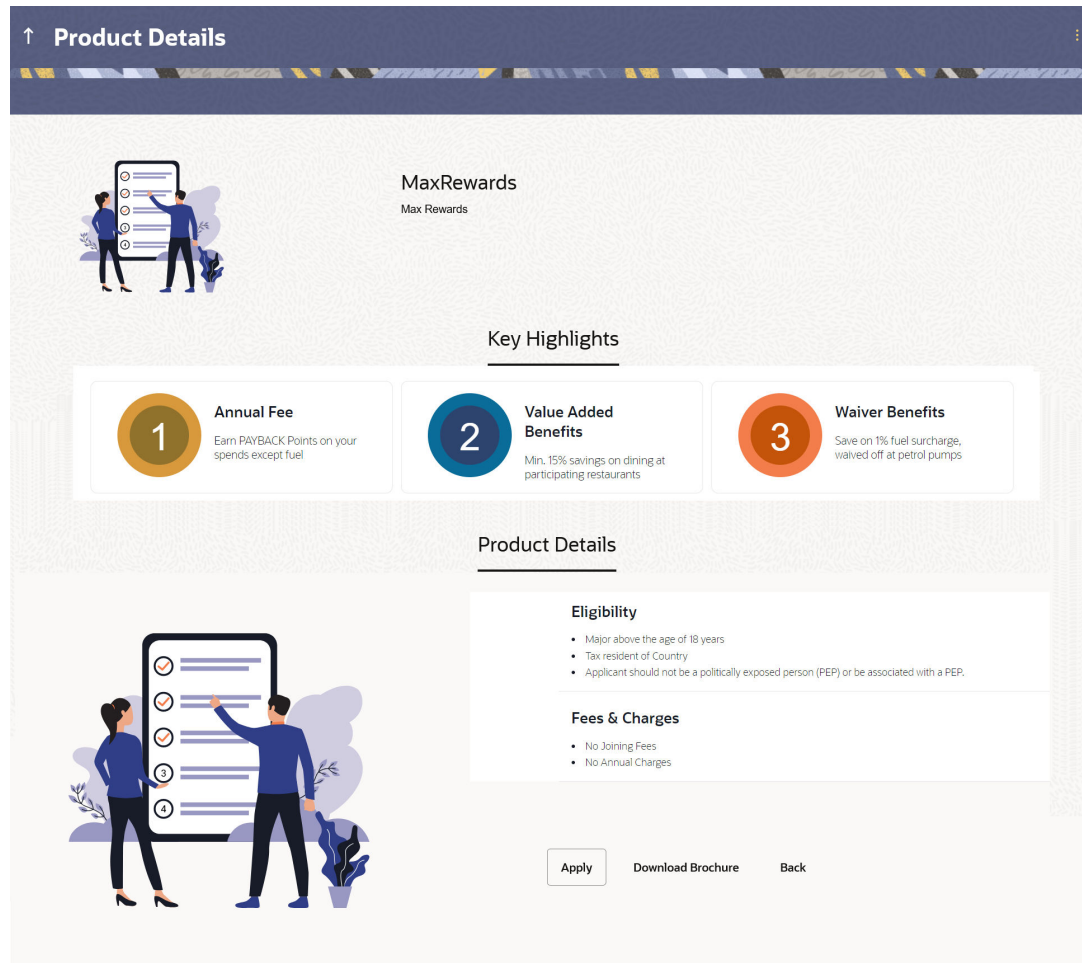 Product Details
MaxRewards
Max Rewards
Key Highlights
1
Annual Fee
Earn PAYBACK Points on your
spends except fuel
2
Value Added
Benefits
Min. 15% savings on dining at
participating restaurants
3
Waiver Benefits
Save on 1% fuel surcharge,
waived off at petrol pumps
Product Details
3
4
Eligibility
Major above the age of 18 years
Tax resident of Country
Applicant should not be a politically exposed person (PEP) or be associated with a PEP.
Fees & Charges
No Joining Fees
No Annual Charges
Apply Download Brochure Back